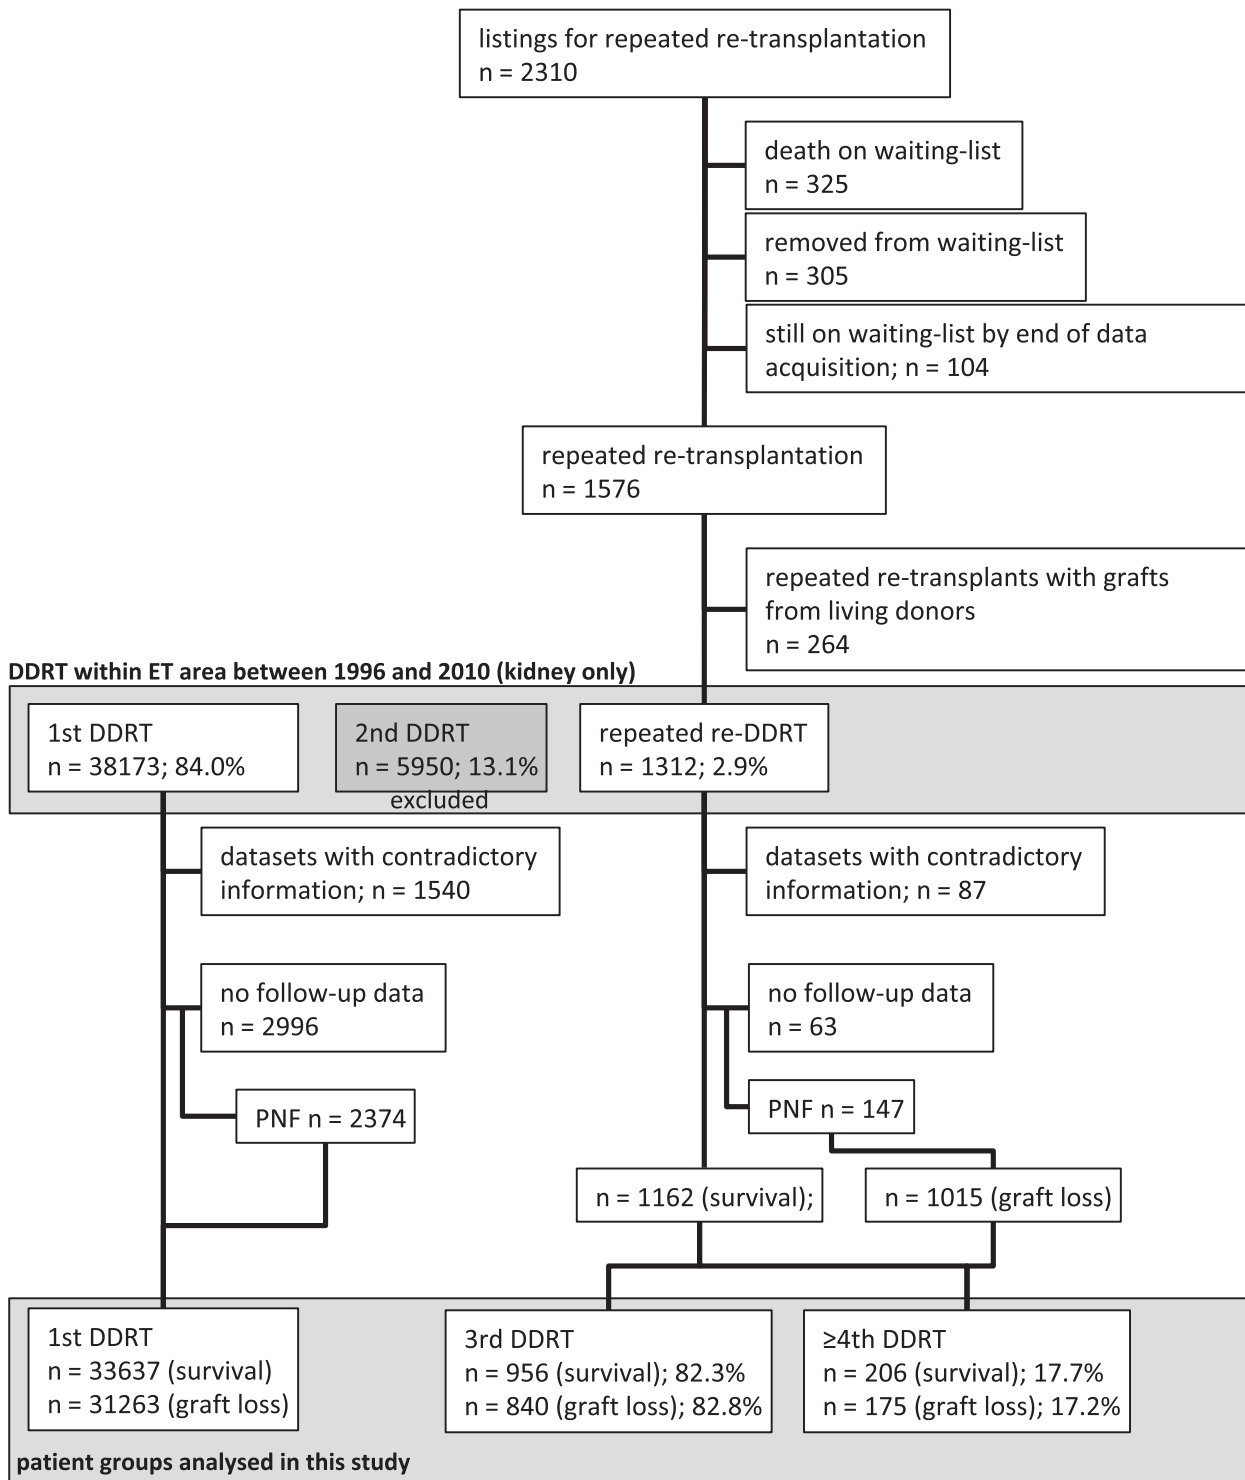 listings for repeated re-transplantation
n = 2310
death on waiting-list
n = 325
removed from waiting-list
n = 305
still on waiting-list by end of data
acquisition; n = 104
repeated re-transplantation
n = 1576
repeated re-transplants with grafts
from living donors
n = 264
DDRT within ET area between 1996 and 2010 (kidney only)
1st DDRT
n = 38173; 84.0%
2nd DDRT
n = 5950; 13.1%
excluded
repeated re-DDRT
n = 1312; 2.9%
datasets with contradictory
information; n = 1540
datasets with contradictory
information; n = 87
no follow-up data
n = 2996
no follow-up data
n = 63
PNF n = 2374
PNF n = 147
n = 1162 (survival);
n = 1015 (graft loss)
1st DDRT
n = 33637 (survival)
n = 31263 (graft loss)
3rd DDRT
n = 956 (survival); 82.3%
n = 840 (graft loss); 82.8%
≥4th DDRT
n = 206 (survival); 17.7%
n = 175 (graft loss); 17.2%
patient groups analysed in this study